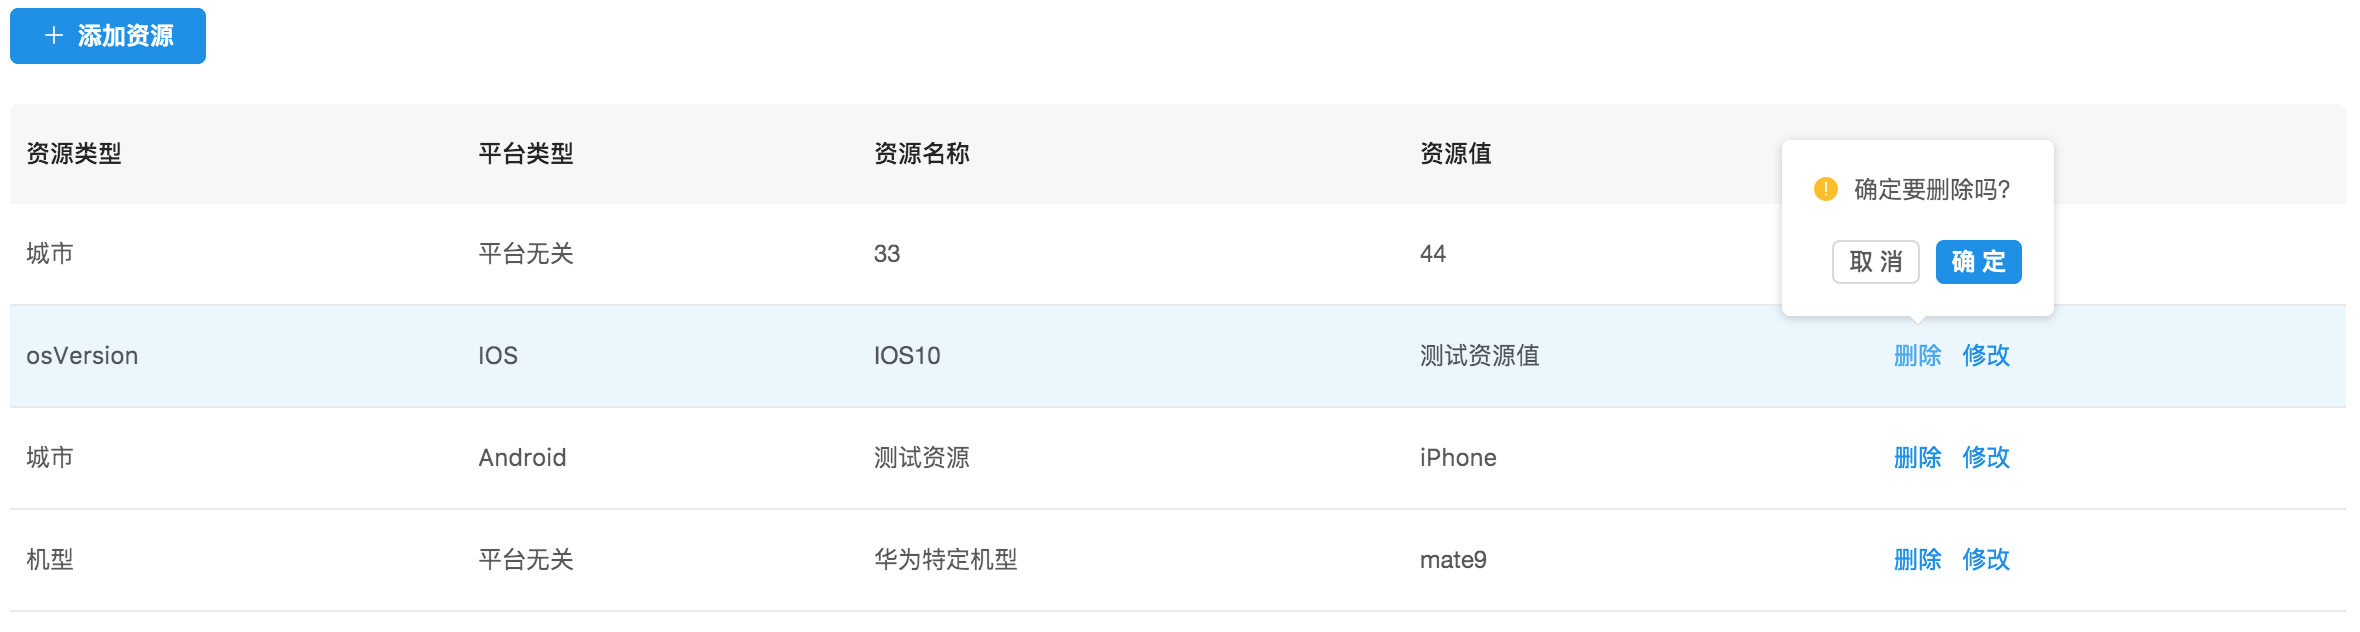 添加资源
资源类型 平台类型 资源名称 资源值
确定要删除吗?
取 消 确 定
城市 平台无关 33 44
osVersion IOS IOS10 测试资源值 删除 修改
城市 Android 测试资源 iPhone 删除 修改
机型 平台无关 华为特定机型 mate9 删除 修改